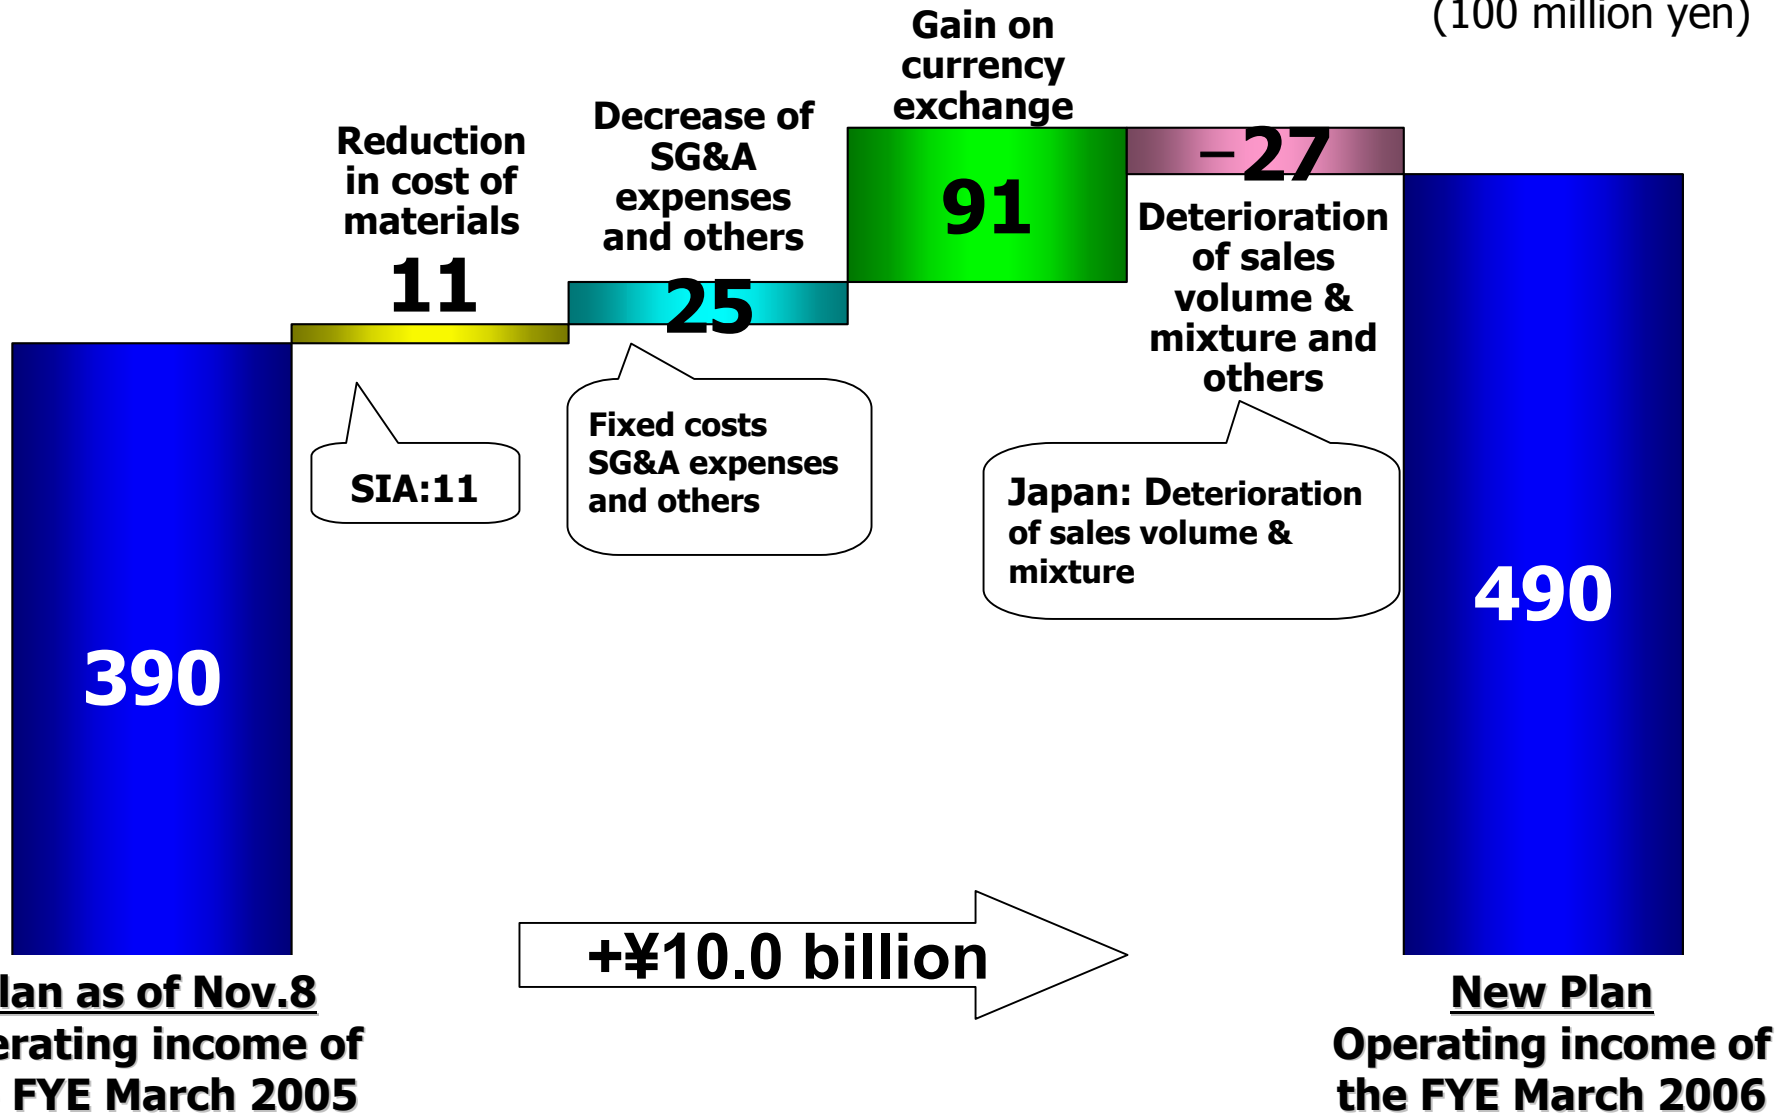 (100 million yen)
Gain on
currency
exchange
Decrease of
SG&A
expenses
and others
Reduction
in cost of
materials
11
25
91
−27
Deterioration
of sales
volume &
mixture and
others
SIA:11
Fixed costs
SG&A expenses
and others
Japan: Deterioration
of sales volume &
mixture
390
490
+¥10.0 billion
lan as of Nov.8
erating income of
FYE March 2005
New Plan
Operating income of
the FYE March 2006